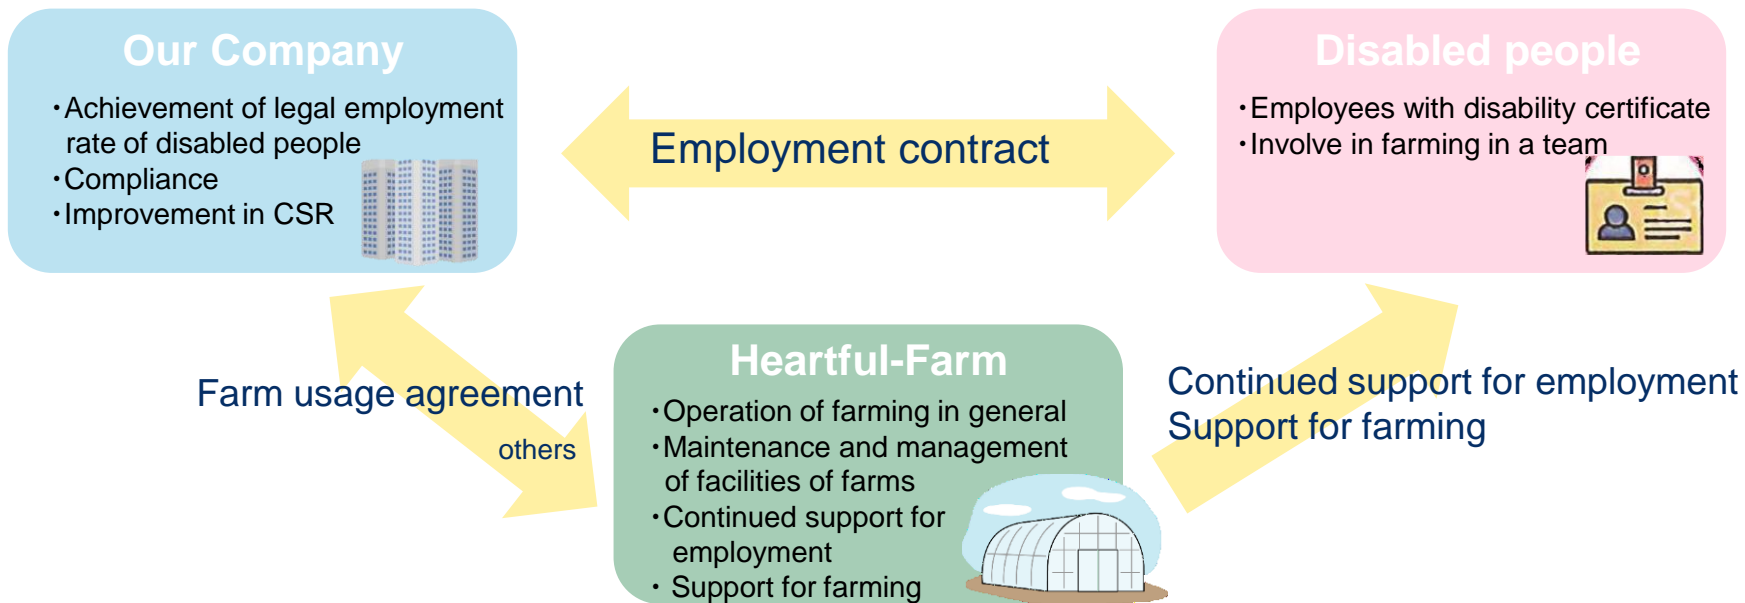 Our Company
・Achievement of legal employment
rate of disabled people
・Compliance
・Improvement in CSR
Employment contract
Disabled people
・Employees with disability certificate
・Involve in farming in a team
Farm usage agreement
others
Heartful-Farm
・Operation of farming in general
・Maintenance and management
of facilities of farms
・Continued support for
employment
・ Support for farming
Continued support for employment
Support for farming